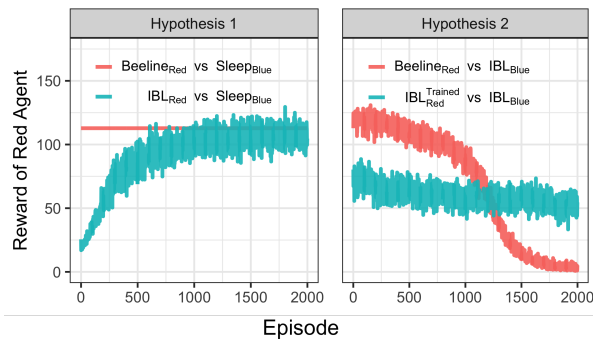 Hypothesis 1
Hypothesis 2
Reward of Red Agent
150
100
50
0
Beeline_Red vs Sleep_Blue
IBL_Red vs Sleep_Blue
Beeline_Red vs IBL_Blue
IBL_Red^Trained vs IBL_Blue
0 500 1000 1500 2000
0 500 1000 1500 2000
Episode